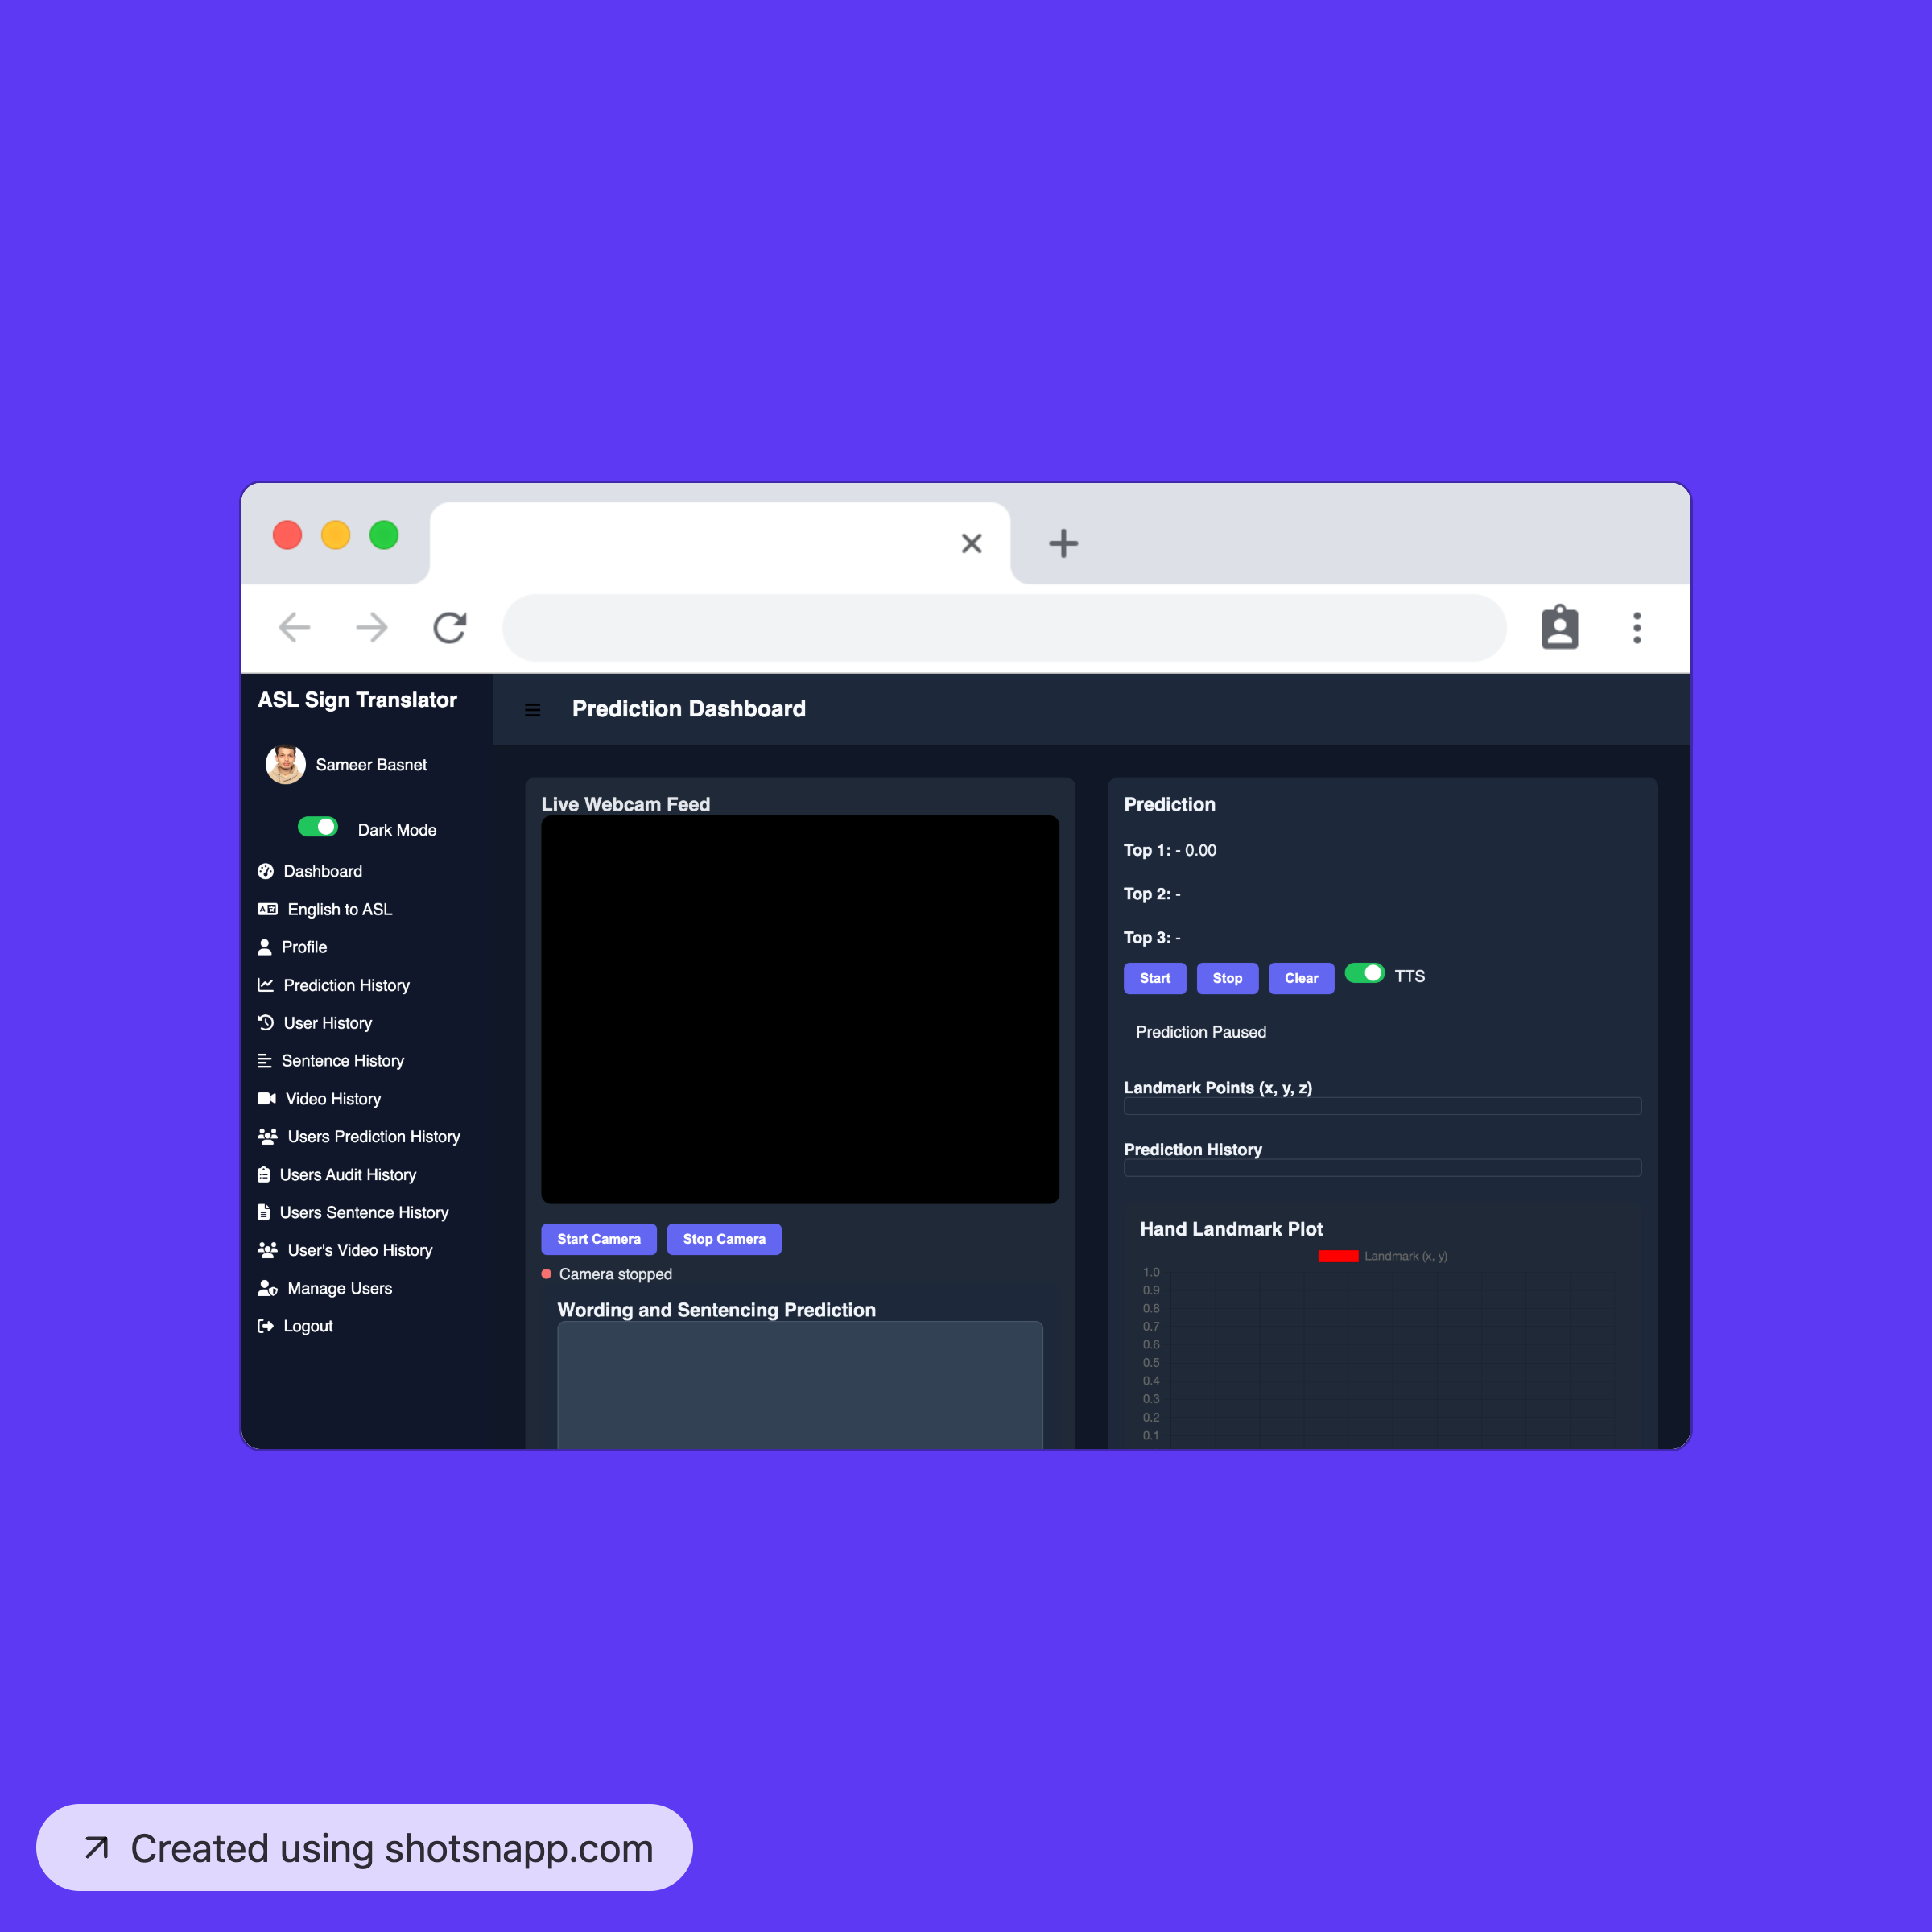 ASL Sign Translator
Sameer Basnet
Dark Mode
Dashboard
English to ASL
Profile
Prediction History
User History
Sentence History
Video History
Users Prediction History
Users Audit History
Users Sentence History
User's Video History
Manage Users
Logout
Prediction Dashboard
Live Webcam Feed
Start Camera Stop Camera
Camera stopped
Wording and Sentencing Prediction
Prediction
Top 1: - 0.00
Top 2: -
Top 3: -
Start Stop Clear TTS
Prediction Paused
Landmark Points (x, y, z)
Prediction History
Hand Landmark Plot
Landmark (x, y)
1.0
0.9
0.8
0.7
0.6
0.5
0.4
0.3
0.2
0.1
Created using shotsnapp.com